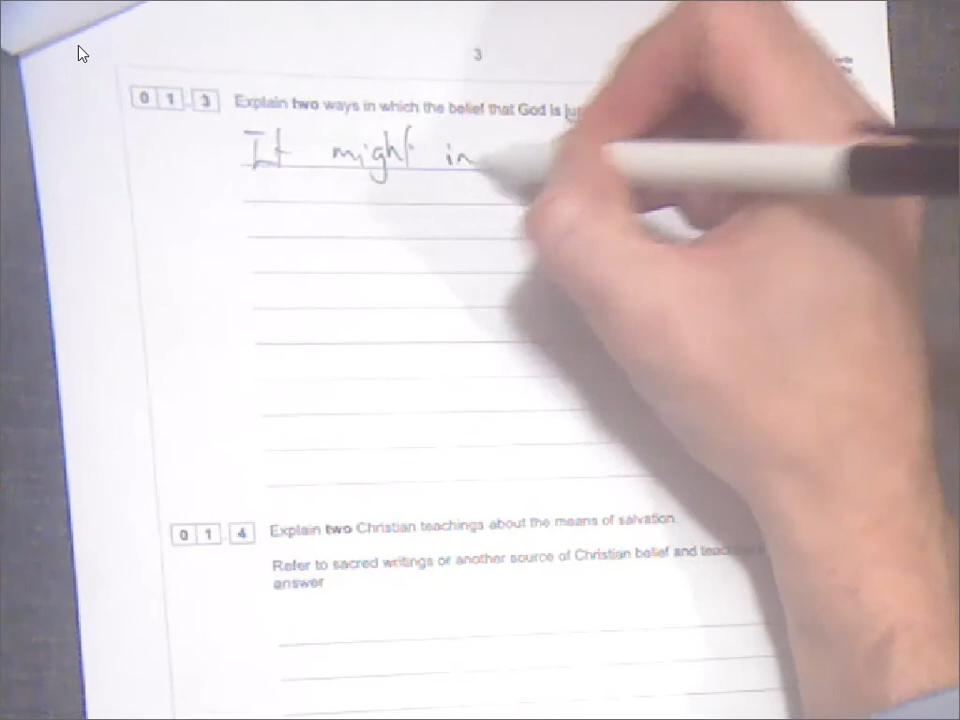 3
0 1 . 3 Explain two ways in which the belief that God is
It might in
0 1 . 4 Explain two Christian teachings about the means of salvation.
Refer to sacred writings or another source of Christian belief and
answer